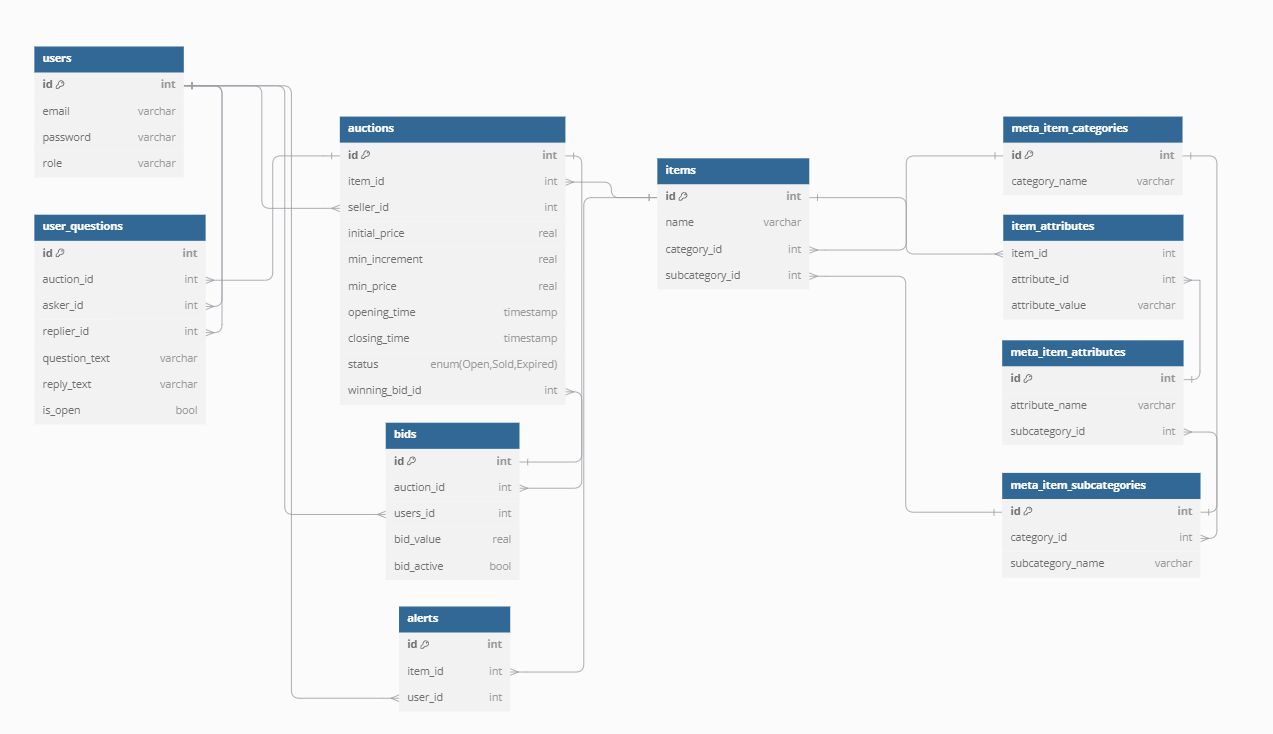 users
id int
email varchar
password varchar
role varchar
user_questions
id int
auction_id int
asker_id int
replier_id int
question_text varchar
reply_text varchar
is_open bool
auctions
id int
item_id int
seller_id int
initial_price real
min_increment real
min_price real
opening_time timestamp
closing_time timestamp
status enum(Open,Sold,Expired)
winning_bid_id int
bids
id int
auction_id int
users_id int
bid_value real
bid_active bool
alerts
id int
item_id int
user_id int
items
id int
name varchar
category_id int
subcategory_id int
meta_item_categories
id int
category_name varchar
item_attributes
item_id int
attribute_id int
attribute_value varchar
meta_item_attributes
id int
attribute_name varchar
subcategory_id int
meta_item_subcategories
id int
category_id int
subcategory_name varchar